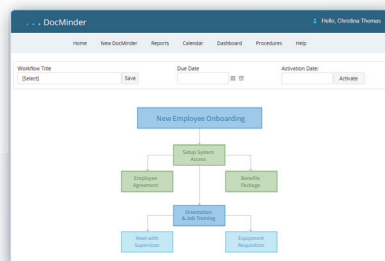 . . . DocMinder
Hello, Christina Thomas
Home New DocMinder Reports Calendar Dashboard Procedures Help
Workflow Title Due Date Activation Date:
[Select] Save Activate
New Employee Onboarding
Setup System
Access
Employee
Agreement
Benefits
Package
Orientation
& Job Training
Meet with
Supervisor
Equipment
Requisition